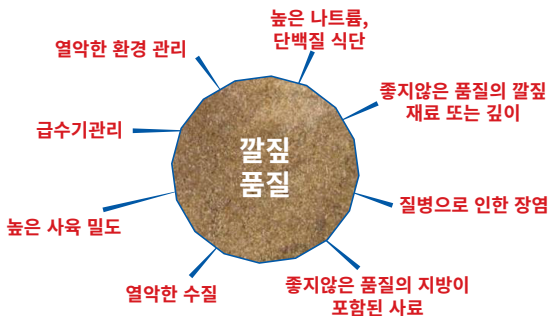 높은 나트륨,
단백질 식단
열악한 환경 관리
좋지않은 품질의 깔짚
재료 또는 깊이
급수기관리
깔짚
품질
질병으로 인한 장염
높은 사육 밀도
좋지않은 품질의 지방이
포함된 사료
열악한 수질